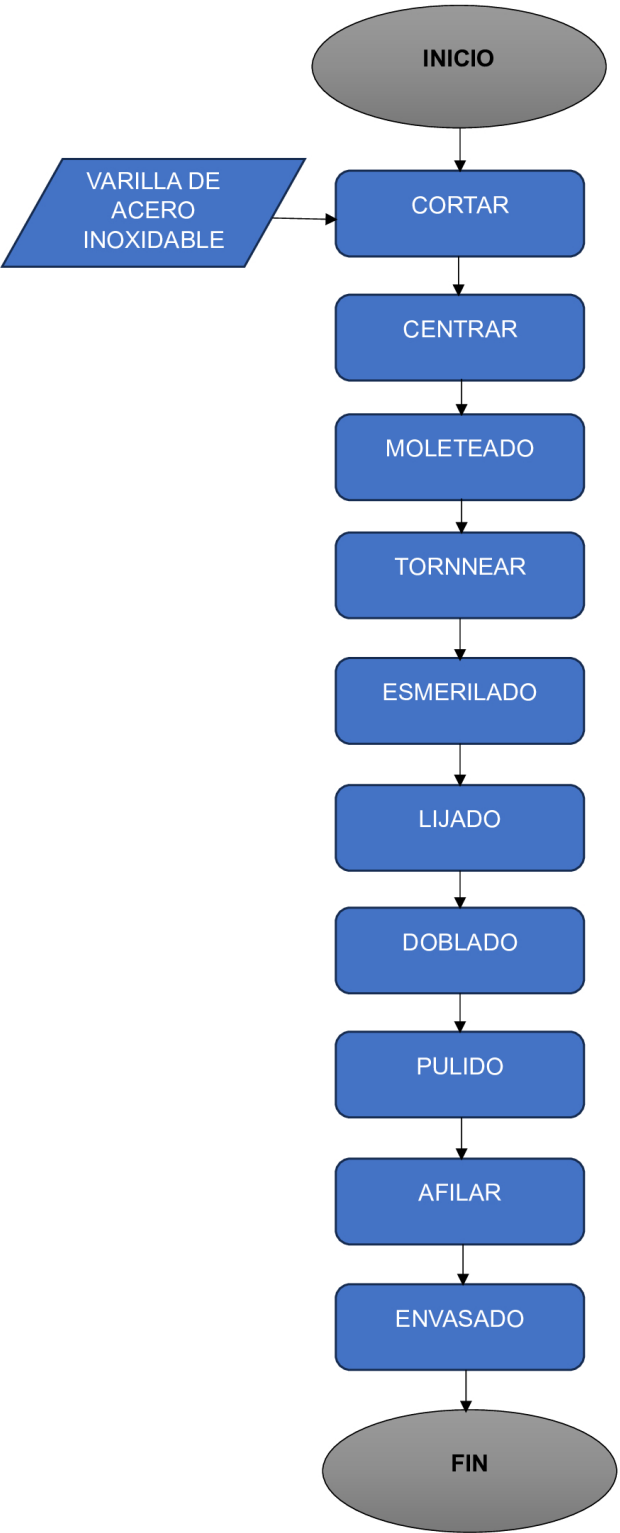 INICIO
VARILLA DE
ACERO
INOXIDABLE
CORTAR
CENTRAR
MOLETEADO
TORNNEAR
ESMERILADO
LIJADO
DOBLADO
PULIDO
AFILAR
ENVASADO
FIN